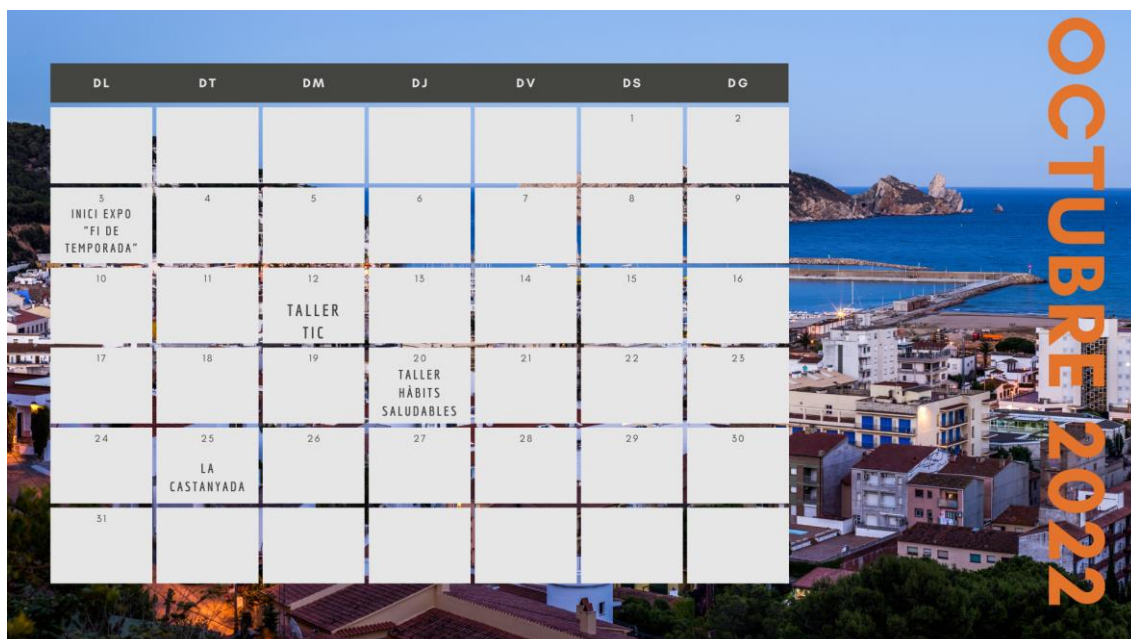 OCTUBRE 2022
DL DT DM DJ DV DS DG
1 2
3 4 5 6 7 8 9
INICI EXPO
"FI DE
TEMPORADA"
10 11 12 13 14 15 16
TALLER
TIC
17 18 19 20 21 22 23
TALLER
HÀBITS
SALUDABLES
24 25 26 27 28 29 30
LA
CASTANYADA
31